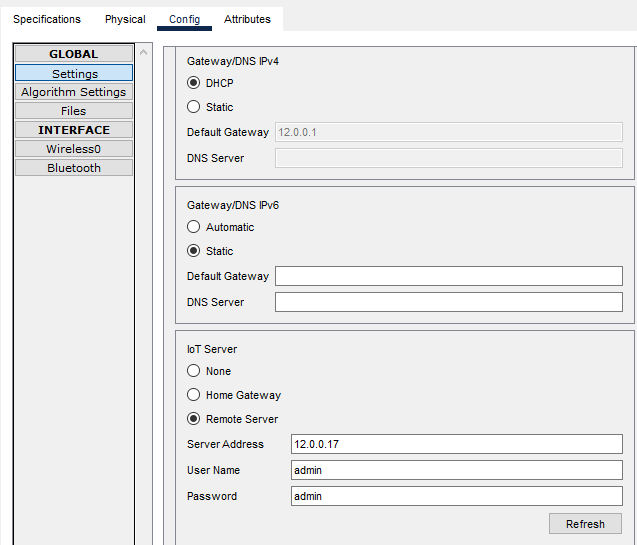 Specifications Physical Config Attributes
GLOBAL
Settings
Algorithm Settings
Files
INTERFACE
Wireless0
Bluetooth
Gateway/DNS IPv4
DHCP
Static
Default Gateway 12.0.0.1
DNS Server
Gateway/DNS IPv6
Automatic
Static
Default Gateway
DNS Server
IoT Server
None
Home Gateway
Remote Server
Server Address 12.0.0.17
User Name admin
Password admin
Refresh